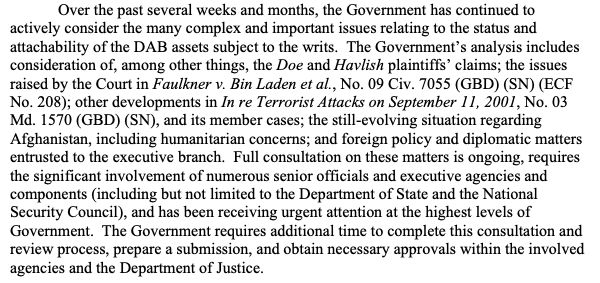 Over the past several weeks and months, the Government has continued to
actively consider the many complex and important issues relating to the status and
attachability of the DAB assets subject to the writs.  The Government’s analysis includes
consideration of, among other things, the Doe and Havlish plaintiffs’ claims; the issues
raised by the Court in Faulkner v. Bin Laden et al., No. 09 Civ. 7055 (GBD) (SN) (ECF
No. 208); other developments in In re Terrorist Attacks on September 11, 2001, No. 03
Md. 1570 (GBD) (SN), and its member cases; the still-evolving situation regarding
Afghanistan, including humanitarian concerns; and foreign policy and diplomatic matters
entrusted to the executive branch.  Full consultation on these matters is ongoing, requires
the significant involvement of numerous senior officials and executive agencies and
components (including but not limited to the Department of State and the National
Security Council), and has been receiving urgent attention at the highest levels of
Government.  The Government requires additional time to complete this consultation and
review process, prepare a submission, and obtain necessary approvals within the involved
agencies and the Department of Justice.